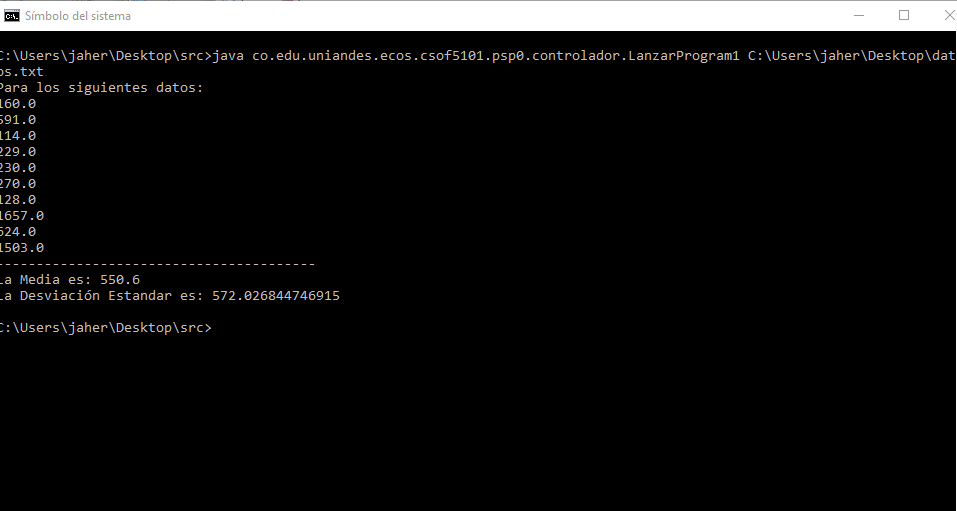 Símbolo del sistema
C:\Users\jaher\Desktop\src>java co.edu.uniandes.ecos.csof5101.psp0.controlador.LanzarProgram1 C:\Users\jaher\Desktop\dat
os.txt
Para los siguientes datos:
160.0
591.0
114.0
229.0
230.0
270.0
128.0
1657.0
624.0
1503.0
----------------------------------------
La Media es: 550.6
La Desviación Estandar es: 572.026844746915
C:\Users\jaher\Desktop\src>